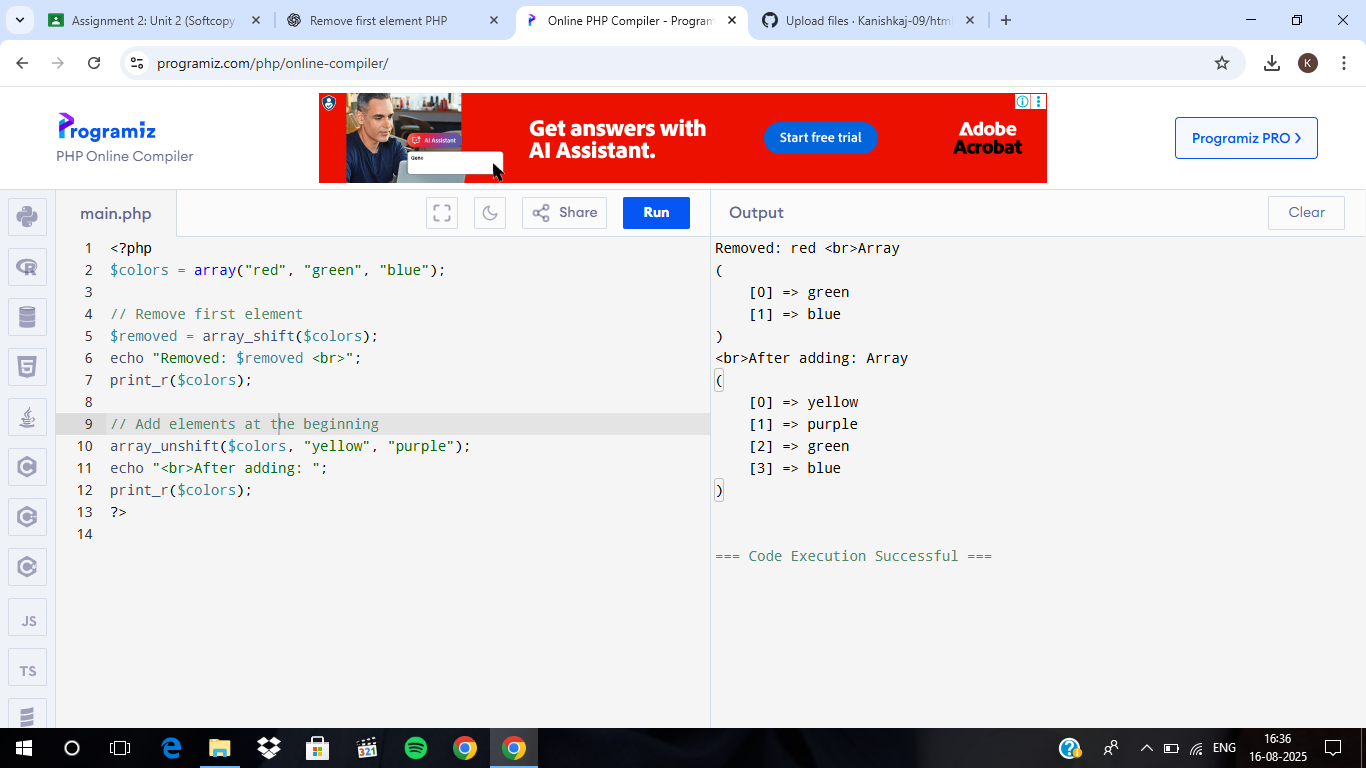 Assignment 2: Unit 2 (Softcopy
Remove first element PHP
Online PHP Compiler - Program
Upload files · Kanishkaj-09/html
programiz.com/php/online-compiler/
K
Programiz
PHP Online Compiler
AI Assistant
Get answers with
AI Assistant.
Start free trial
Adobe
Acrobat
Programiz PRO >
main.php
Share
Run
Output
Clear
1 <?php
2 $colors = array("red", "green", "blue");
3
4 // Remove first element
5 $removed = array_shift($colors);
6 echo "Removed: $removed <br>";
7 print_r($colors);
8
9 // Add elements at the beginning
10 array_unshift($colors, "yellow", "purple");
11 echo "<br>After adding: ";
12 print_r($colors);
13 ?>
14
Removed: red <br>Array
(
    [0] => green
    [1] => blue
)
<br>After adding: Array
(
    [0] => yellow
    [1] => purple
    [2] => green
    [3] => blue
)
=== Code Execution Successful ===
JS
TS
321
ENG
16:36
16-08-2025